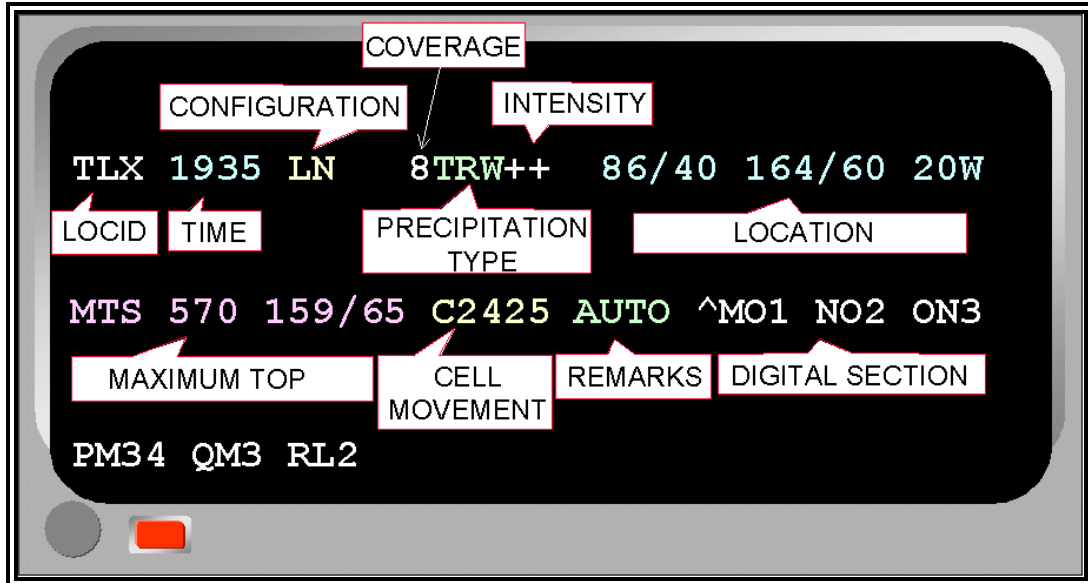 COVERAGE
CONFIGURATION INTENSITY
TLX 1935 LN 8TRW++ 86/40 164/60 20W
LOCID TIME PRECIPITATION TYPE LOCATION
MTS 570 159/65 C2425 AUTO ^MO1 NO2 ON3
MAXIMUM TOP CELL MOVEMENT REMARKS DIGITAL SECTION
PM34 QM3 RL2